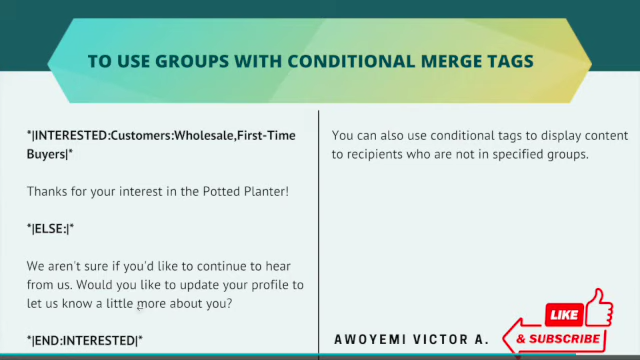 TO USE GROUPS WITH CONDITIONAL MERGE TAGS
*|INTERESTED:Customers:Wholesale,First-Time
Buyers|*
Thanks for your interest in the Potted Planter!
*|ELSE:|*
We aren't sure if you'd like to continue to hear
from us. Would you like to update your profile to
let us know a little more about you?
*|END:INTERESTED|*
You can also use conditional tags to display content
to recipients who are not in specified groups.
AWOYEMI VICTOR A.
LIKE
& SUBSCRIBE